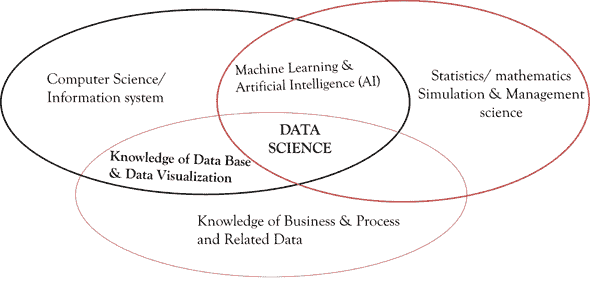 Computer Science/
Information system
Machine Learning &
Artificial Intelligence (AI)
Statistics/ mathematics
Simulation & Management
science
DATA
SCIENCE
Knowledge of Data Base
& Data Visualization
Knowledge of Business & Process
and Related Data